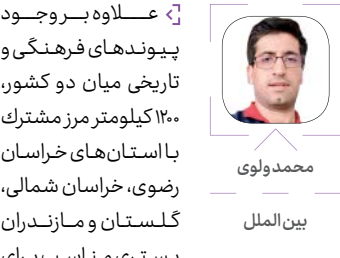 علاوه بر وجود
پیوندهای فرهنگی و
تاریخی میان دو کشور،
۱۲۰۰ کیلومتر مرز مشترك
با استان‌های خراسان
رضوی، خراسان شمالی،
گلستان و مازندران
محمد ولوی
بین‌الملل